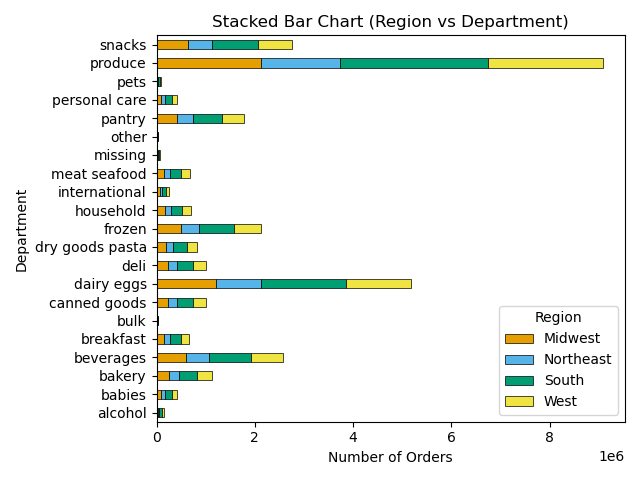 Stacked Bar Chart (Region vs Department)
snacks
produce
pets
personal care
pantry
other
missing
meat seafood
international
household
frozen
dry goods pasta
deli
dairy eggs
canned goods
bulk
breakfast
beverages
bakery
babies
alcohol
Department
Region
Midwest
Northeast
South
West
0 2 4 6 8
1e6
Number of Orders